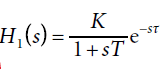 H₁(s) = K / (1 + sT) e^(-sτ)